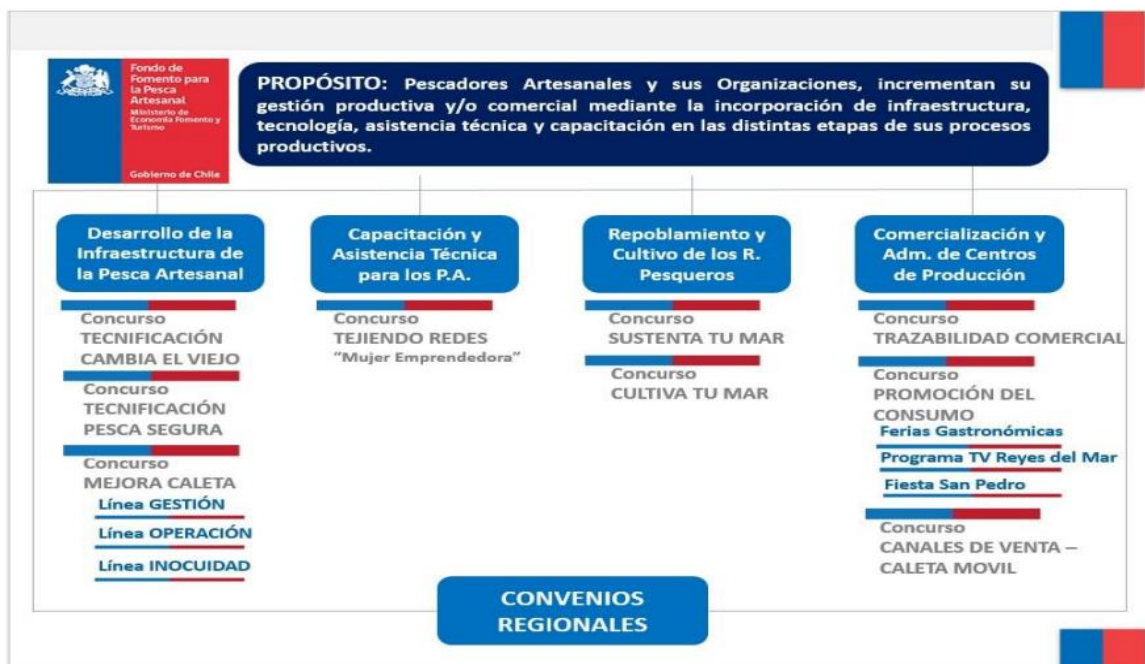 Fondo de
Fomento para
la Pesca
Artesanal
Ministerio de
Economía Fomento y
Turismo
Gobierno de Chile
PROPÓSITO: Pescadores Artesanales y sus Organizaciones, incrementan su
gestión productiva y/o comercial mediante la incorporación de infraestructura,
tecnología, asistencia técnica y capacitación en las distintas etapas de sus procesos
productivos.
Desarrollo de la
Infraestructura de
la Pesca Artesanal
Concurso
TECNIFICACIÓN
CAMBIA EL VIEJO
Concurso
TECNIFICACIÓN
PESCA SEGURA
Concurso
MEJORA CALETA
Línea GESTIÓN
Línea OPERACIÓN
Línea INOCUIDAD
Capacitación y
Asistencia Técnica
para los P.A.
Concurso
TEJIENDO REDES
“Mujer Emprendedora”
Repoblamiento y
Cultivo de los R.
Pesqueros
Concurso
SUSTENTA TU MAR
Concurso
CULTIVA TU MAR
Comercialización y
Adm. de Centros
de Producción
Concurso
TRAZABILIDAD COMERCIAL
Concurso
PROMOCIÓN DEL
CONSUMO
Ferias Gastronómicas
Programa TV Reyes del Mar
Fiesta San Pedro
Concurso
CANALES DE VENTA –
CALETA MOVIL
CONVENIOS
REGIONALES